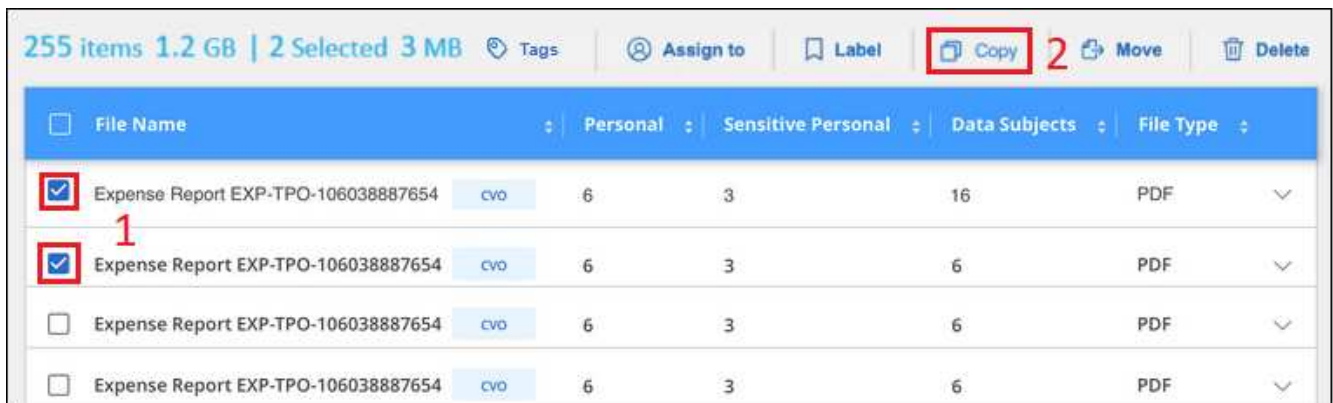 255 items 1.2 GB | 2 Selected 3 MB Tags Assign to Label Copy 2 Move Delete
File Name Personal Sensitive Personal Data Subjects File Type
Expense Report EXP-TPO-106038887654 CVO 6 3 16 PDF
1
Expense Report EXP-TPO-106038887654 CVO 6 3 6 PDF
Expense Report EXP-TPO-106038887654 CVO 6 3 6 PDF
Expense Report EXP-TPO-106038887654 CVO 6 3 6 PDF